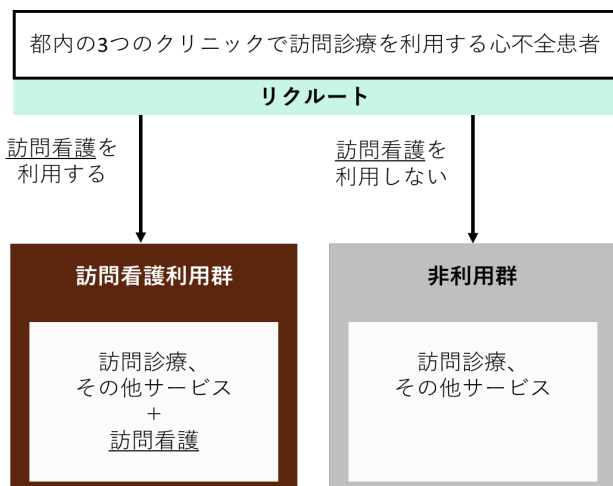 都内の3つのクリニックで訪問診療を利用する心不全患者
リクルート
訪問看護を
利用する
訪問看護を
利用しない
訪問看護利用群
訪問診療、
その他サービス
+
訪問看護
非利用群
訪問診療、
その他サービス